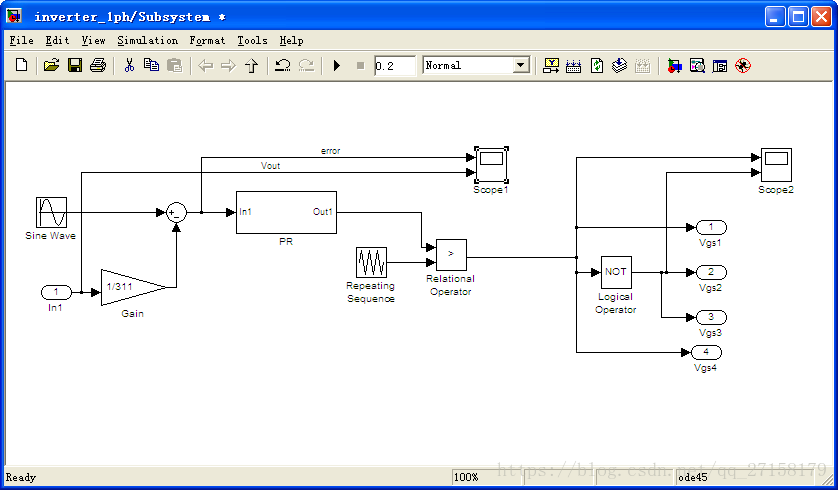 inverter_1ph/Subsystem *
File Edit View Simulation Format Tools Help
0.2 Normal
error
Vout
Scope1
Scope2
Sine Wave
+
-
In1 Out1
PR
Repeating
Sequence
>
Relational
Operator
1
In1
1/311
Gain
NOT
Logical
Operator
1
Vgs1
2
Vgs2
3
Vgs3
4
Vgs4
https://blog.csdn.net/qq_27158179
Ready 100% ode45